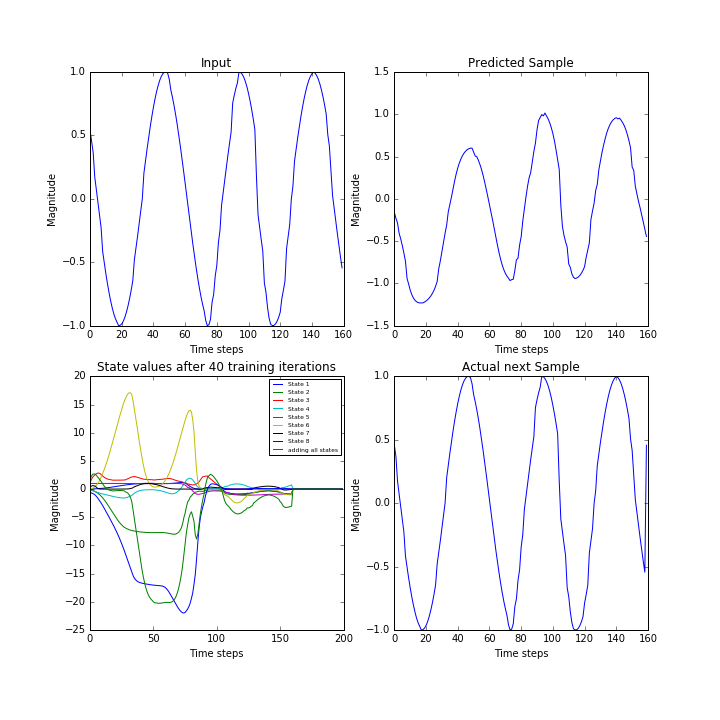 Input
1.0
0.5
0.0
−0.5
−1.0
Magnitude
0 20 40 60 80 100 120 140 160
Time steps
Predicted Sample
1.5
1.0
0.5
0.0
−0.5
−1.0
−1.5
Magnitude
0 20 40 60 80 100 120 140 160
Time steps
State values after 40 training iterations
20
15
10
5
0
−5
−10
−15
−20
−25
Magnitude
0 50 100 150 200
Time steps
State 1
State 2
State 3
State 4
State 5
State 6
State 7
State 8
adding all states
Actual next Sample
1.0
0.5
0.0
−0.5
−1.0
Magnitude
0 20 40 60 80 100 120 140 160
Time steps